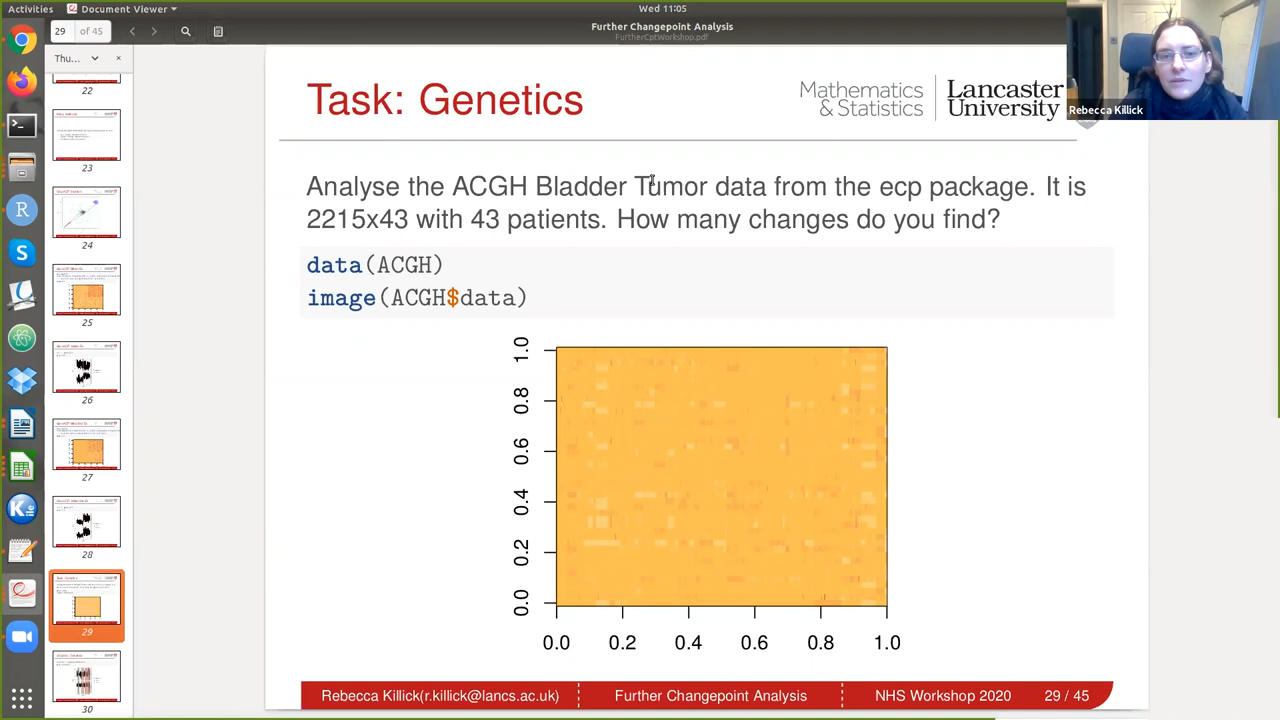 Activities
Document Viewer
Wed 11:05
29
of 45
Further Changepoint Analysis
FurtherCptWorkshop.pdf
Thu...
22
23
24
25
26
27
28
29
30
Task: Genetics
Mathematics
& Statistics
Lancaster
University
Rebecca Killick
Analyse the ACGH Bladder Tumor data from the ecp package. It is
2215x43 with 43 patients. How many changes do you find?
data(ACGH)
image(ACGH$data)
1.0
0.8
0.6
0.4
0.2
0.0
0.0 0.2 0.4 0.6 0.8 1.0
Rebecca Killick(r.killick@lancs.ac.uk)
Further Changepoint Analysis
NHS Workshop 2020
29 / 45